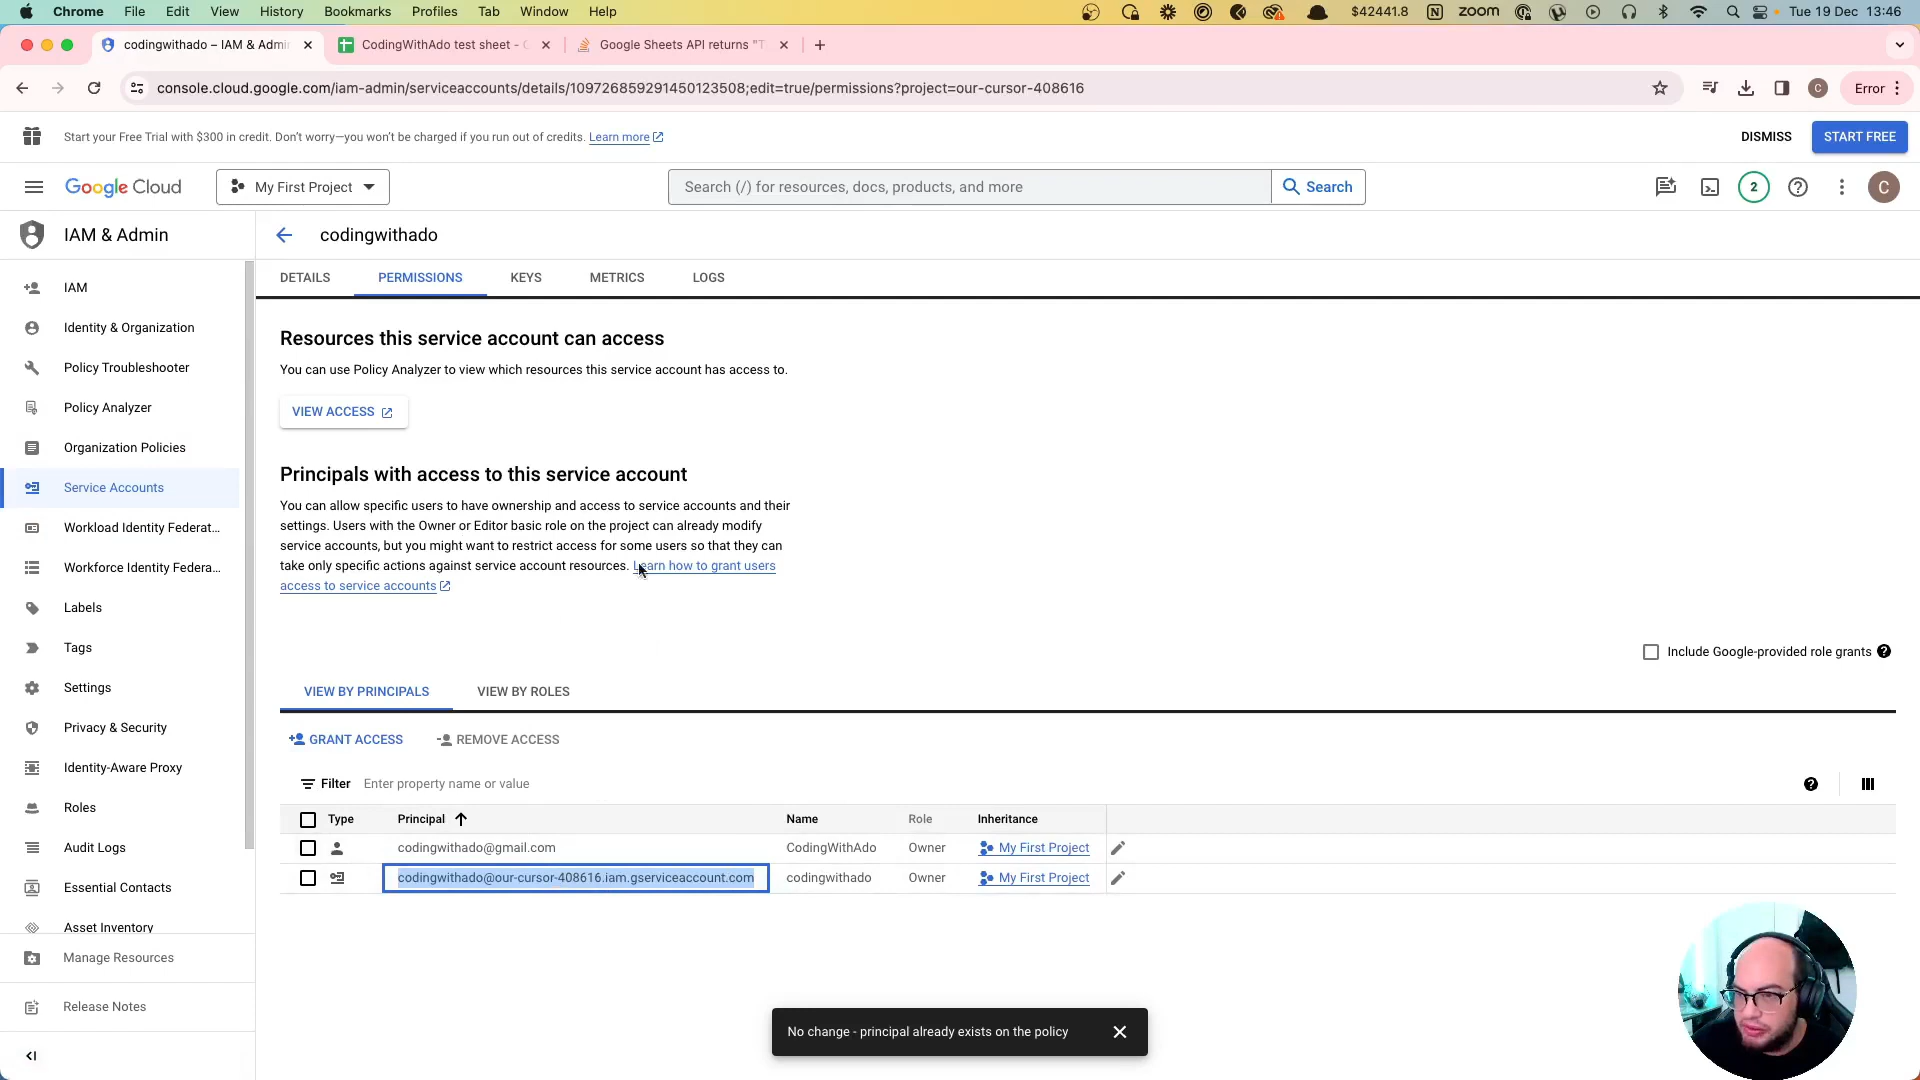 Chrome File Edit View History Bookmarks Profiles Tab Window Help $42441.8 zoom Tue 19 Dec 13:46
codingwithado – IAM & Admi CodingWithAdo test sheet - Google Sheets API returns "T
console.cloud.google.com/iam-admin/serviceaccounts/details/109726859291450123508;edit=true/permissions?project=our-cursor-408616 C Error
Start your Free Trial with $300 in credit. Don't worry—you won't be charged if you run out of credits. Learn more DISMISS START FREE
Google Cloud My First Project Search (/) for resources, docs, products, and more Search 2 C
IAM & Admin
IAM
Identity & Organization
Policy Troubleshooter
Policy Analyzer
Organization Policies
Service Accounts
Workload Identity Federat...
Workforce Identity Federa...
Labels
Tags
Settings
Privacy & Security
Identity-Aware Proxy
Roles
Audit Logs
Essential Contacts
Asset Inventory
Manage Resources
Release Notes
codingwithado
DETAILS PERMISSIONS KEYS METRICS LOGS
Resources this service account can access
You can use Policy Analyzer to view which resources this service account has access to.
VIEW ACCESS
Principals with access to this service account
You can allow specific users to have ownership and access to service accounts and their
settings. Users with the Owner or Editor basic role on the project can already modify
service accounts, but you might want to restrict access for some users so that they can
take only specific actions against service account resources. Learn how to grant users
access to service accounts
Include Google-provided role grants
VIEW BY PRINCIPALS VIEW BY ROLES
GRANT ACCESS REMOVE ACCESS
Filter Enter property name or value
Type Principal Name Role Inheritance
codingwithado@gmail.com CodingWithAdo Owner My First Project
codingwithado@our-cursor-408616.iam.gserviceaccount.com codingwithado Owner My First Project
No change - principal already exists on the policy